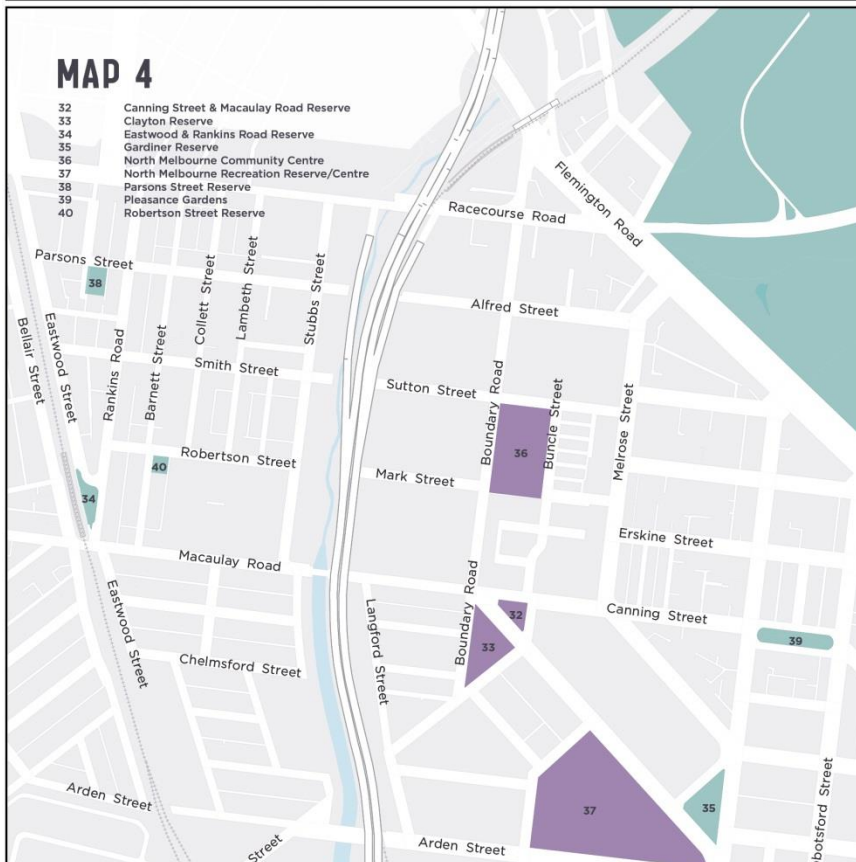 MAP 4
32 Canning Street & Macaulay Road Reserve
33 Clayton Reserve
34 Eastwood & Rankins Road Reserve
35 Gardiner Reserve
36 North Melbourne Community Centre
37 North Melbourne Recreation Reserve/Centre
38 Parsons Street Reserve
39 Pleasance Gardens
40 Robertson Street Reserve
Racecourse Road
Flemington Road
Parsons Street
38
Bellair Street
Eastwood Street
Rankins Road
Barnett Street
Collett Street
Lambeth Street
Stubbs Street
Alfred Street
Smith Street
Sutton Street
Boundary Road
36
Buncle Street
Melrose Street
Robertson Street
40
34
Mark Street
Erskine Street
Macaulay Road
Canning Street
32
39
33
Boundary Road
Langford Street
Eastwood Street
Chelmsford Street
Arden Street
Street
Arden Street
37
35
botsford Street